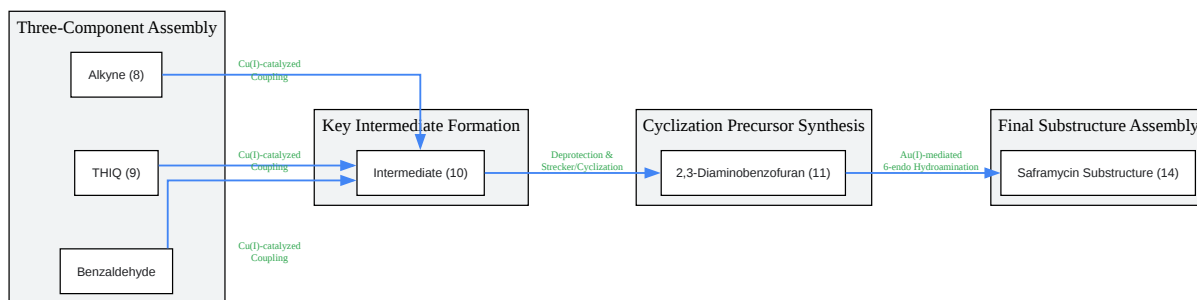 Three-Component Assembly
Alkyne (8)
Cu(I)-catalyzed
Coupling
THIQ (9)
Cu(I)-catalyzed
Coupling
Benzaldehyde
Cu(I)-catalyzed
Coupling
Key Intermediate Formation
Intermediate (10)
Deprotection &
Strecker/Cyclization
Cyclization Precursor Synthesis
2,3-Diaminobenzofuran (11)
Au(I)-mediated
6-endo Hydroamination
Final Substructure Assembly
Saframycin Substructure (14)